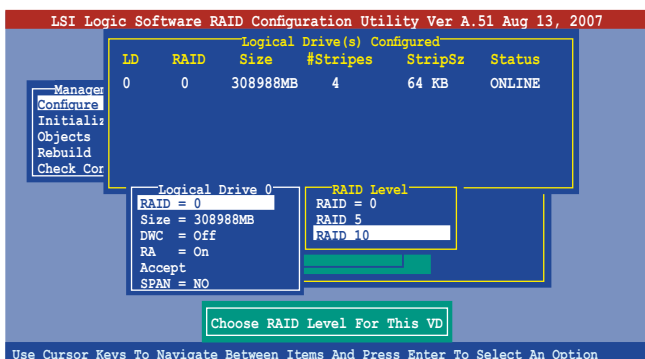 LSI Logic Software RAID Configuration Utility Ver A.51 Aug 13, 2007
Logical Drive(s) Configured
LD RAID Size #Stripes StripSz Status
0 0 308988MB 4 64 KB ONLINE
Managem
Configure
Initializ
Objects
Rebuild
Check Con
Logical Drive 0
RAID = 0
Size = 308988MB
DWC = Off
RA = On
Accept
SPAN = NO
RAID Level
RAID = 0
RAID 5
RAID 10
Choose RAID Level For This VD
Use Cursor Keys To Navigate Between Items And Press Enter To Select An Option